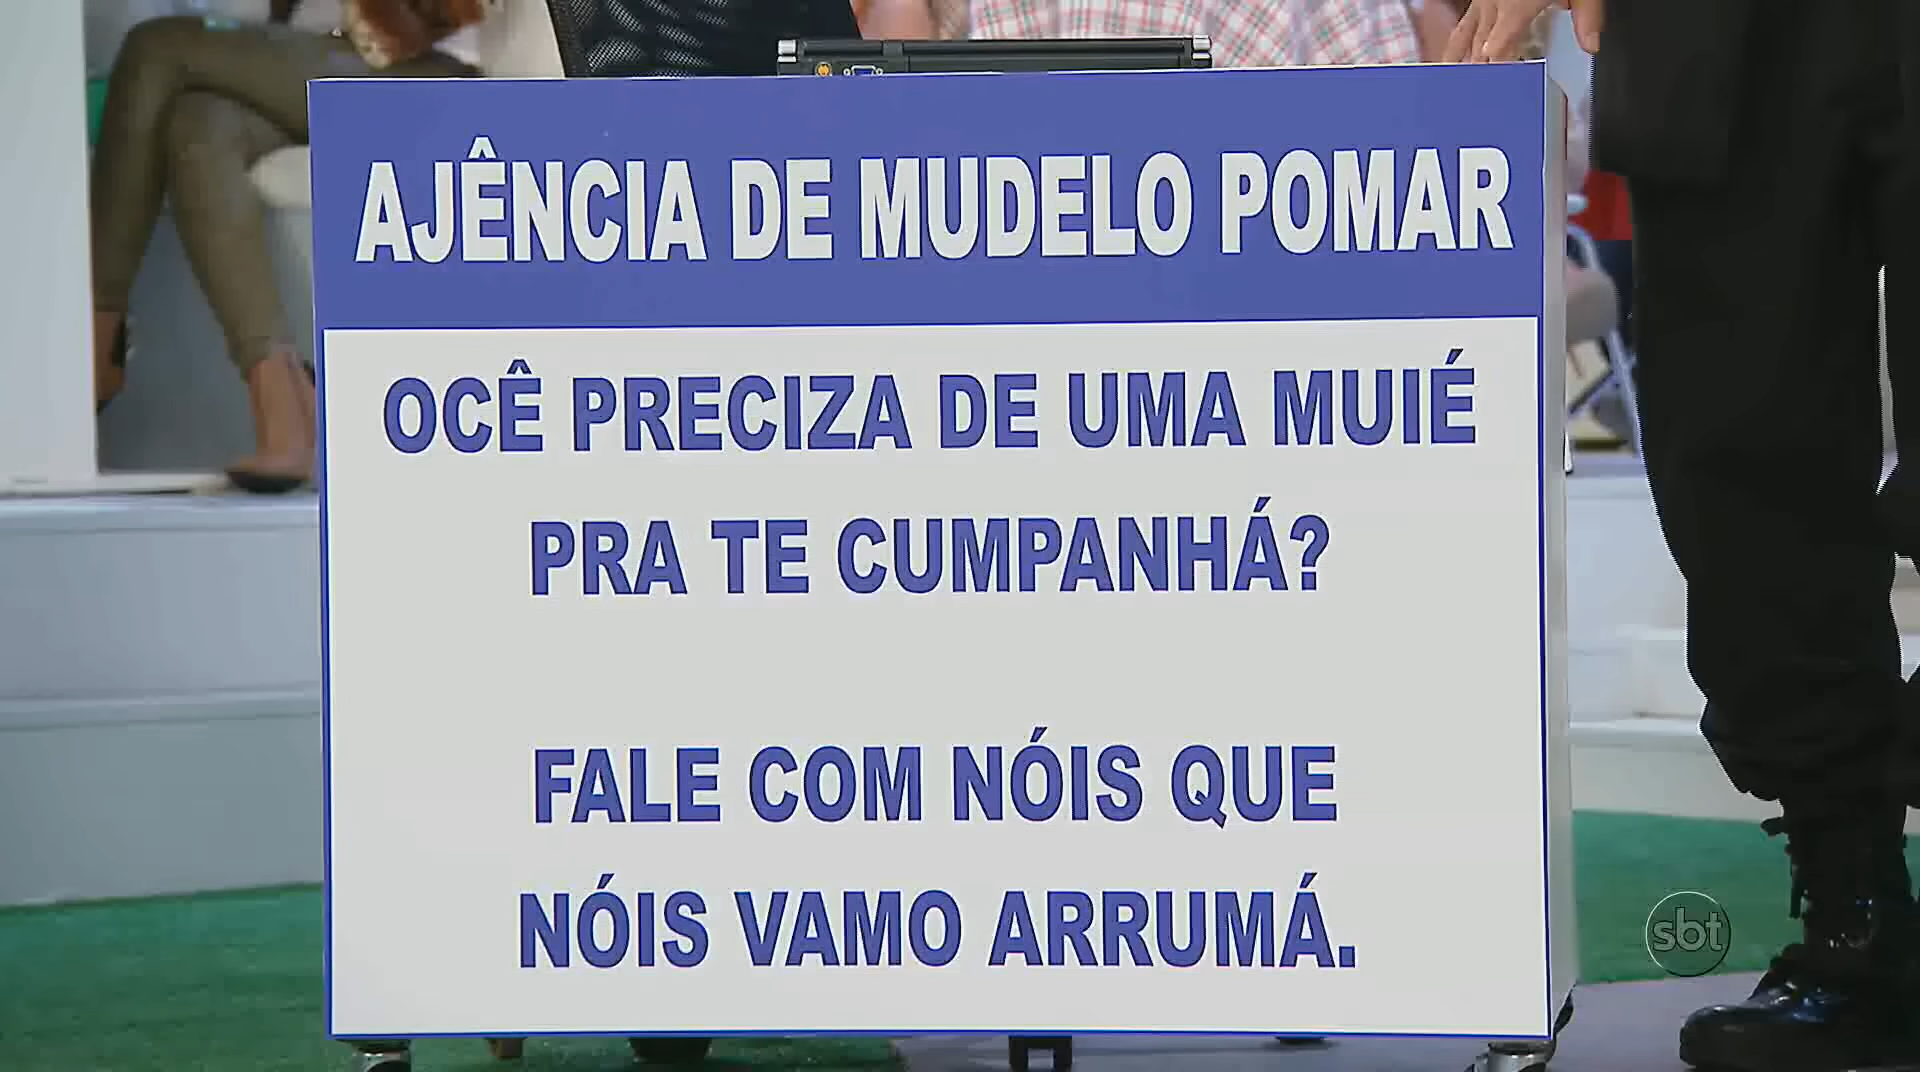 AJÊNCIA DE MUDELO POMAR
OCÊ PRECIZA DE UMA MUIÉ
PRA TE CUMPANHÁ?
FALE COM NÓIS QUE
NÓIS VAMO ARRUMÁ.
sbt